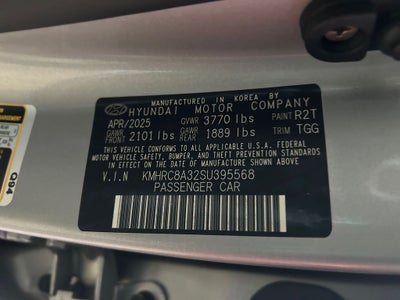 MANUFACTURED IN KOREA BY
HYUNDAI MOTOR COMPANY
APR/2025 GVWR 3770 lbs PAINT R2T
GAWR FRONT 2101 lbs GAWR REAR 1889 lbs TRIM TGG
THIS VEHICLE CONFORMS TO ALL APPLICABLE U.S.A. FEDERAL
MOTOR VEHICLE SAFETY, BUMPER, AND THEFT PREVENTION STANDARDS
IN EFFECT ON THE DATE OF MANUFACTURE SHOWN ABOVE.
V.I.N KMHRC8A32SU395568
PASSENGER CAR
Q94